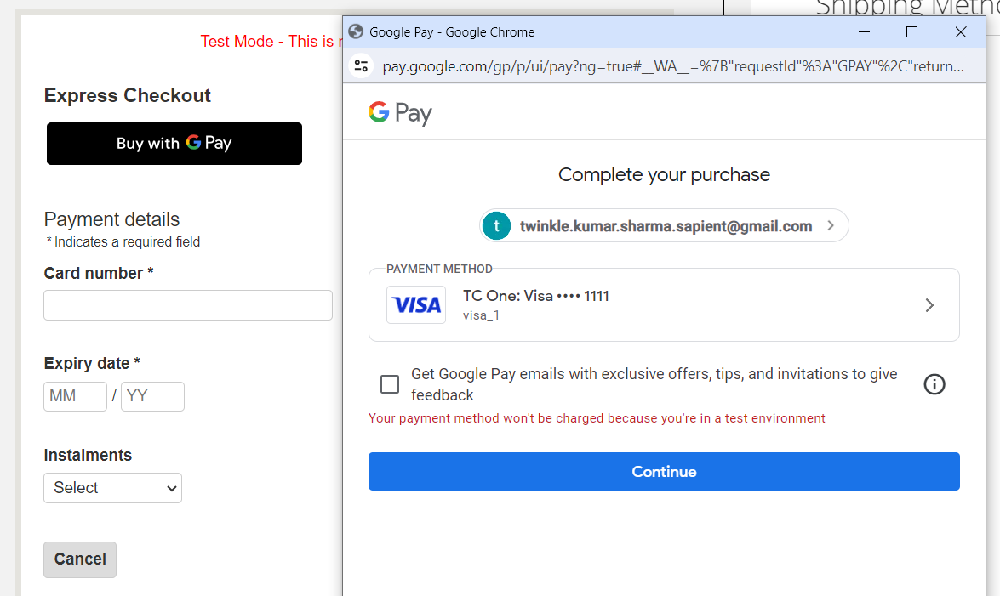 Shipping Metho
Test Mode - This is r
Express Checkout
Buy with G Pay
Payment details
* Indicates a required field
Card number *
Expiry date *
MM / YY
Instalments
Select
Cancel
Google Pay - Google Chrome
pay.google.com/gp/p/ui/pay?ng=true#__WA__=%7B"requestId"%3A"GPAY"%2C"return...
G Pay
Complete your purchase
t twinkle.kumar.sharma.sapient@gmail.com
PAYMENT METHOD
VISA
TC One: Visa •••• 1111
visa_1
Get Google Pay emails with exclusive offers, tips, and invitations to give
feedback
Your payment method won't be charged because you're in a test environment
Continue